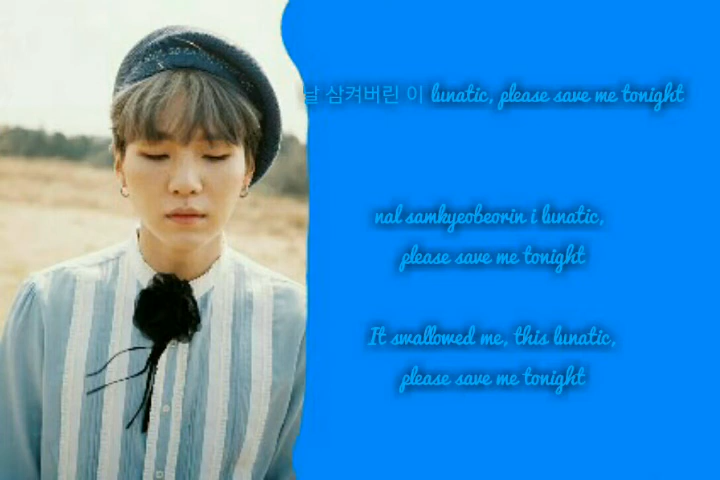 날 삼켜버린 이 lunatic, please save me tonight
nal samkyeobeorin i lunatic,
please save me tonight
It swallowed me, this lunatic,
please save me tonight